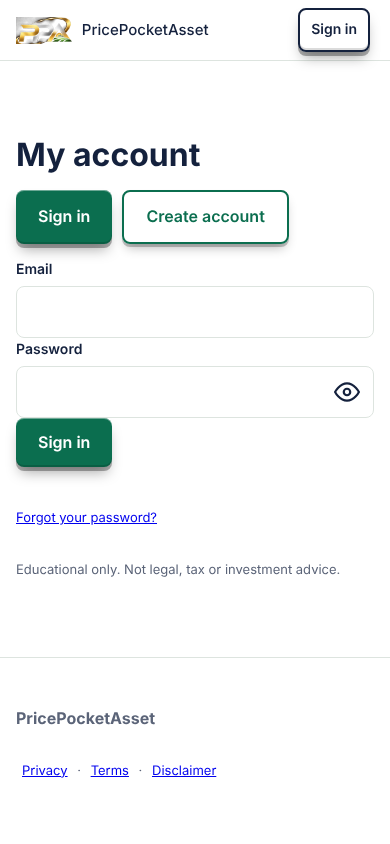 PPA PricePocketAsset Sign in
My account
Sign in Create account
Email
Password
Sign in
Forgot your password?
Educational only. Not legal, tax or investment advice.
PricePocketAsset
Privacy · Terms · Disclaimer